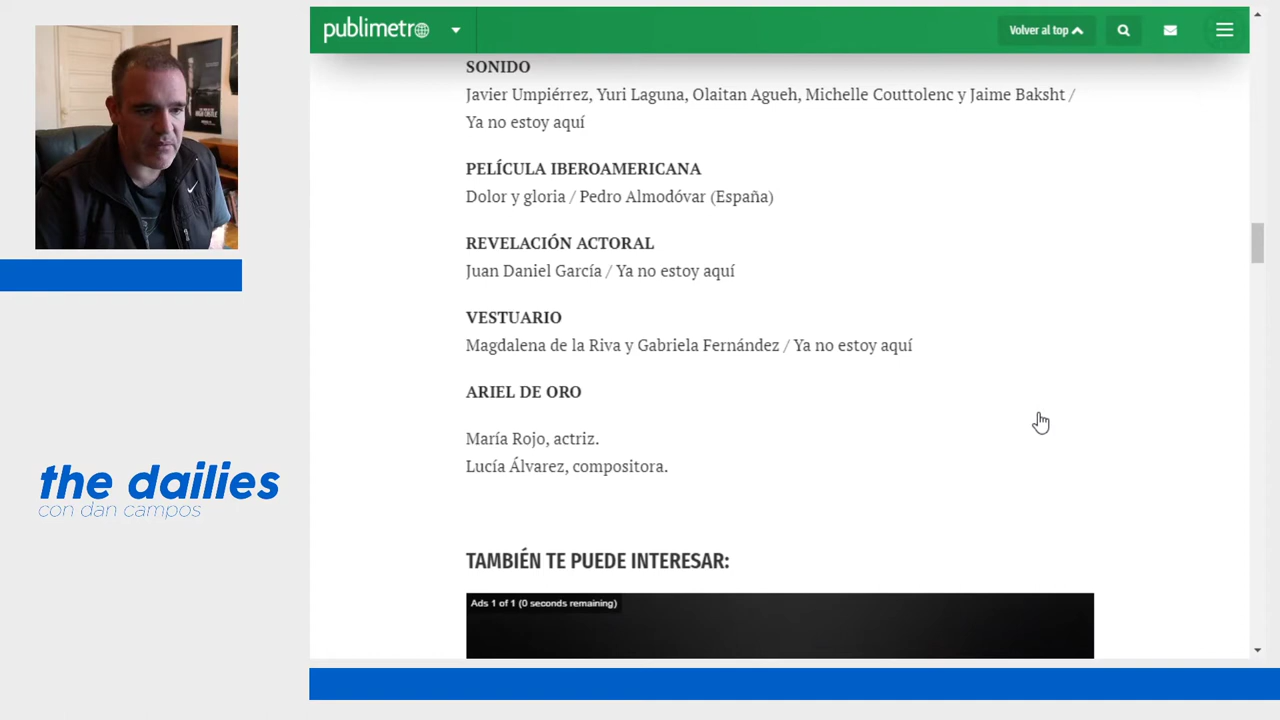 publimetro
Volver al top
SONIDO
Javier Umpiérrez, Yuri Laguna, Olaitan Agueh, Michelle Couttolenc y Jaime Baksht /
Ya no estoy aquí
PELÍCULA IBEROAMERICANA
Dolor y gloria / Pedro Almodóvar (España)
REVELACIÓN ACTORAL
Juan Daniel García / Ya no estoy aquí
VESTUARIO
Magdalena de la Riva y Gabriela Fernández / Ya no estoy aquí
ARIEL DE ORO
María Rojo, actriz.
Lucía Álvarez, compositora.
TAMBIÉN TE PUEDE INTERESAR:
Ads 1 of 1 (0 seconds remaining)
the dailies
con dan campos